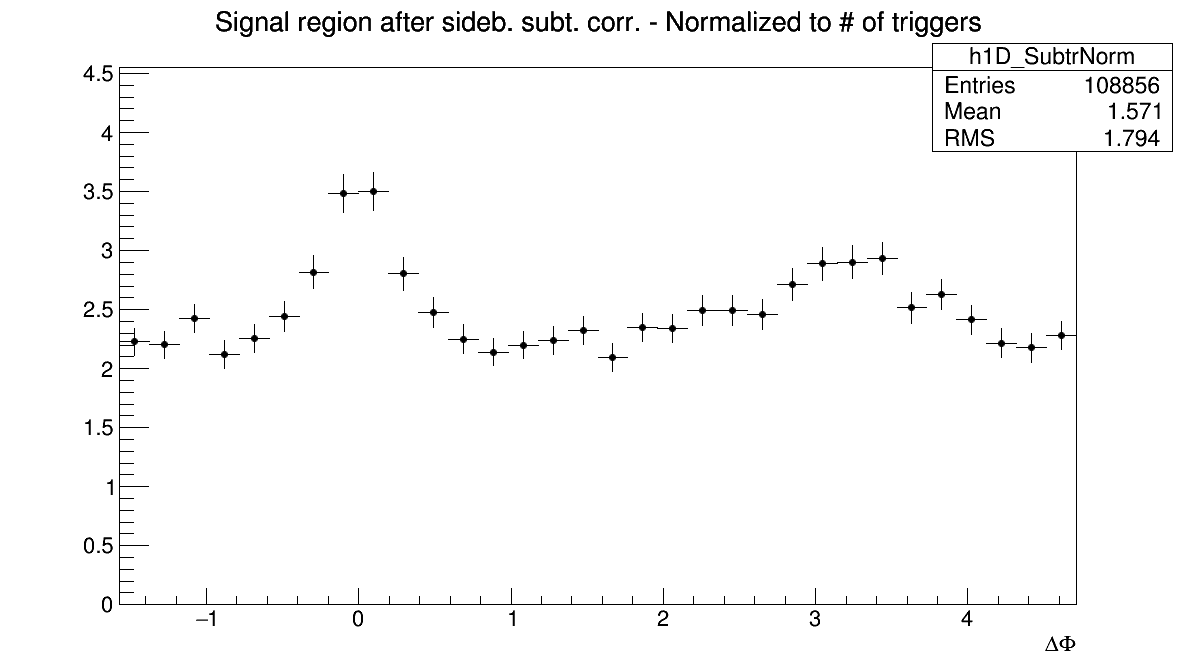 Signal region after sideb. subt. corr. - Normalized to # of triggers
h1D_SubtrNorm
Entries 108856
Mean 1.571
RMS 1.794
4.5
4
3.5
3
2.5
2
1.5
1
0.5
0
−1 0 1 2 3 4
ΔΦ